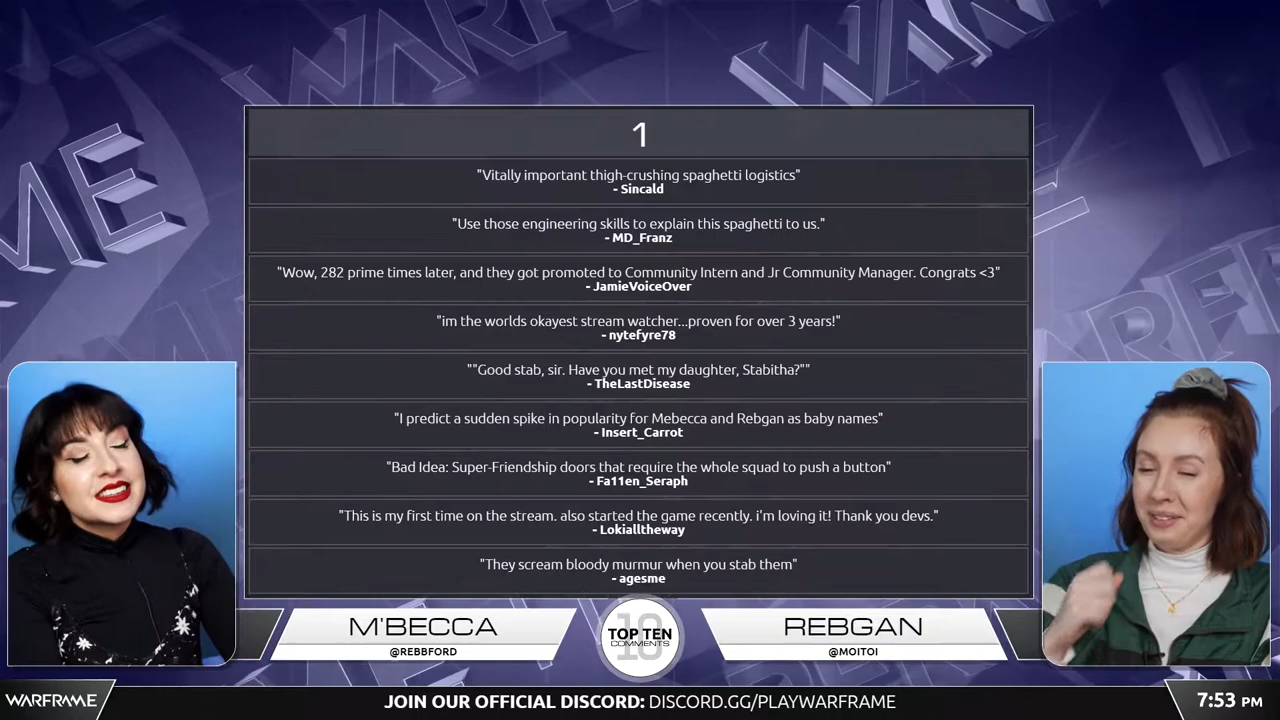 1
"Vitally important thigh-crushing spaghetti logistics"
- Sincald
"Use those engineering skills to explain this spaghetti to us."
- MD_Franz
"Wow, 282 prime times later, and they got promoted to Community Intern and Jr Community Manager. Congrats <3"
- JamieVoiceOver
"im the worlds okayest stream watcher...proven for over 3 years!"
- nytefyre78
""Good stab, sir. Have you met my daughter, Stabitha?""
- TheLastDisease
"I predict a sudden spike in popularity for Mebecca and Rebgan as baby names"
- Insert_Carrot
"Bad Idea: Super-Friendship doors that require the whole squad to push a button"
- Fa11en_Seraph
"This is my first time on the stream. also started the game recently. i'm loving it! Thank you devs."
- Lokialltheway
"They scream bloody murmur when you stab them"
- agesme
M'BECCA
@REBBFORD
10
TOP TEN
COMMENTS
REBGAN
@MOITOI
WARFRAME
JOIN OUR OFFICIAL DISCORD: DISCORD.GG/PLAYWARFRAME
7:53 PM